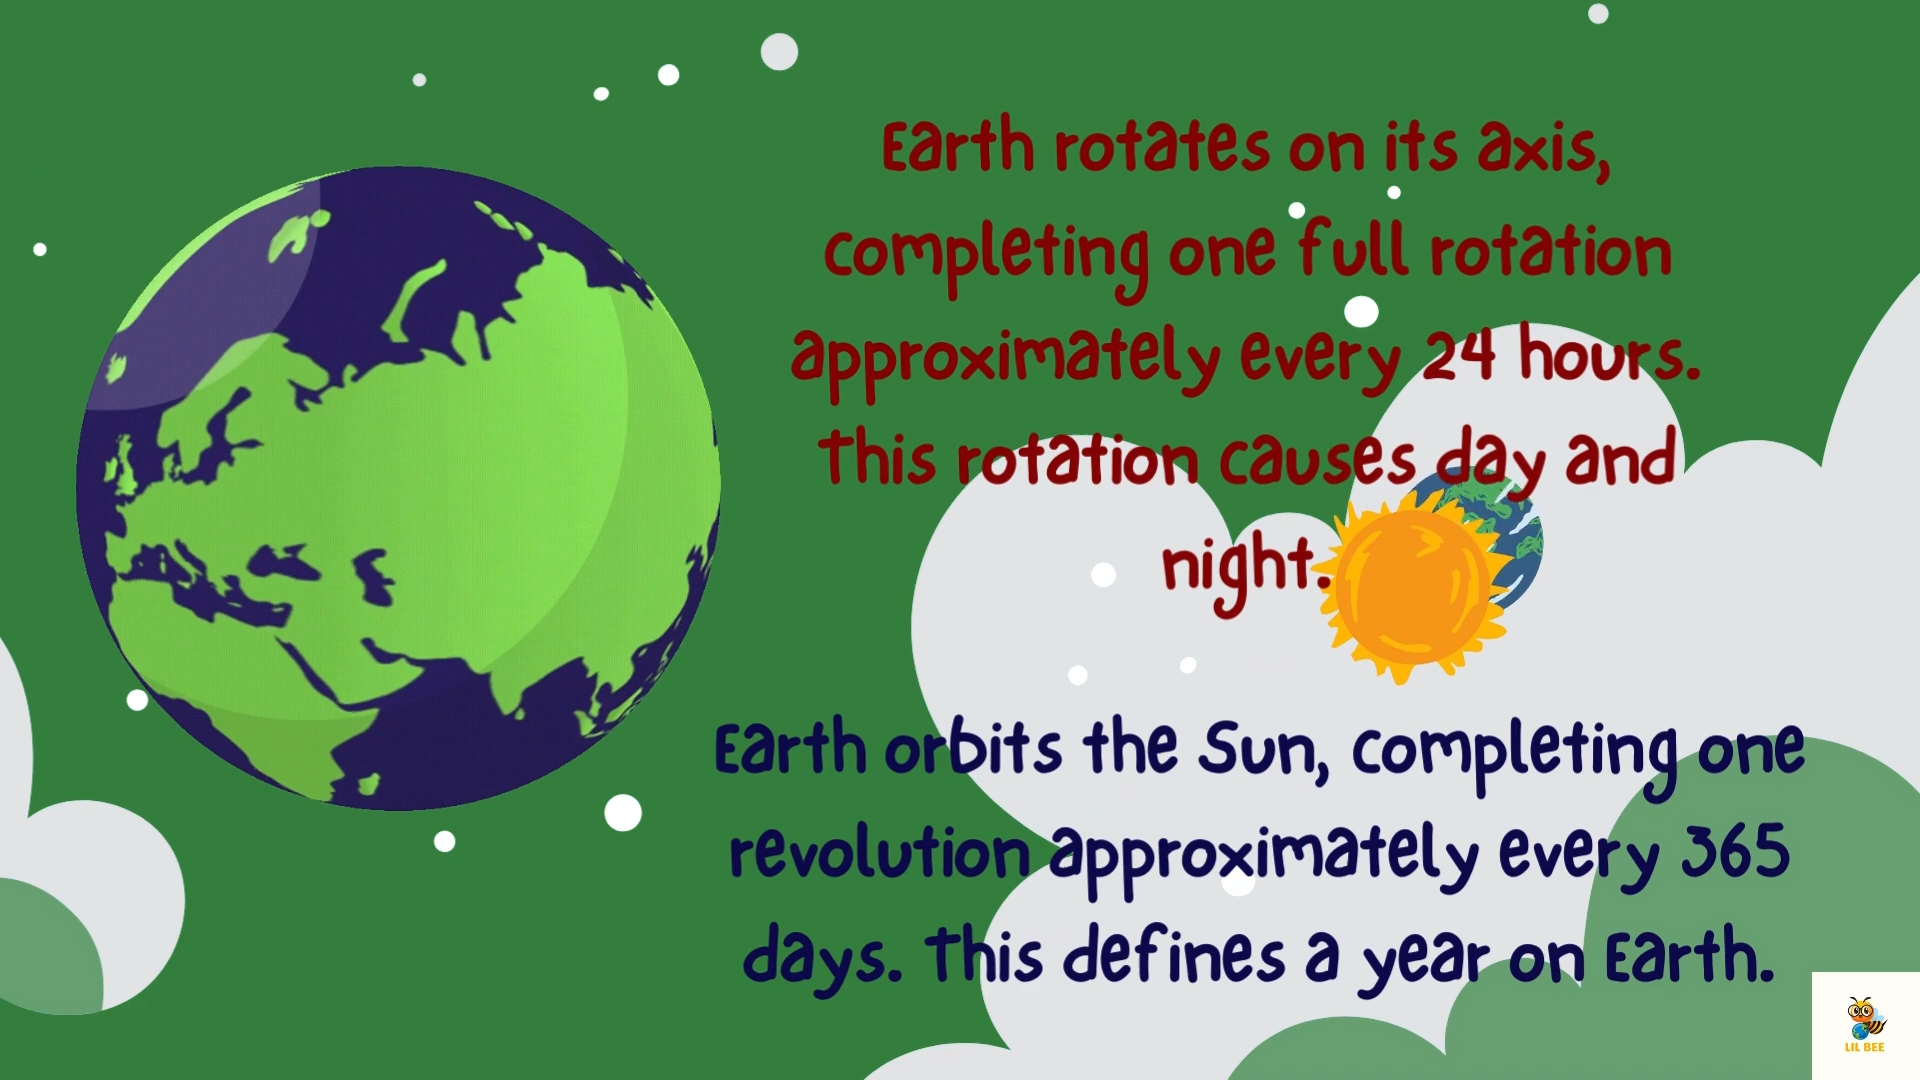 Earth rotates on its axis,
completing one full rotation
approximately every 24 hours.
This rotation causes day and
night.
Earth orbits the Sun, completing one
revolution approximately every 365
days. This defines a year on Earth.
LIL BEE